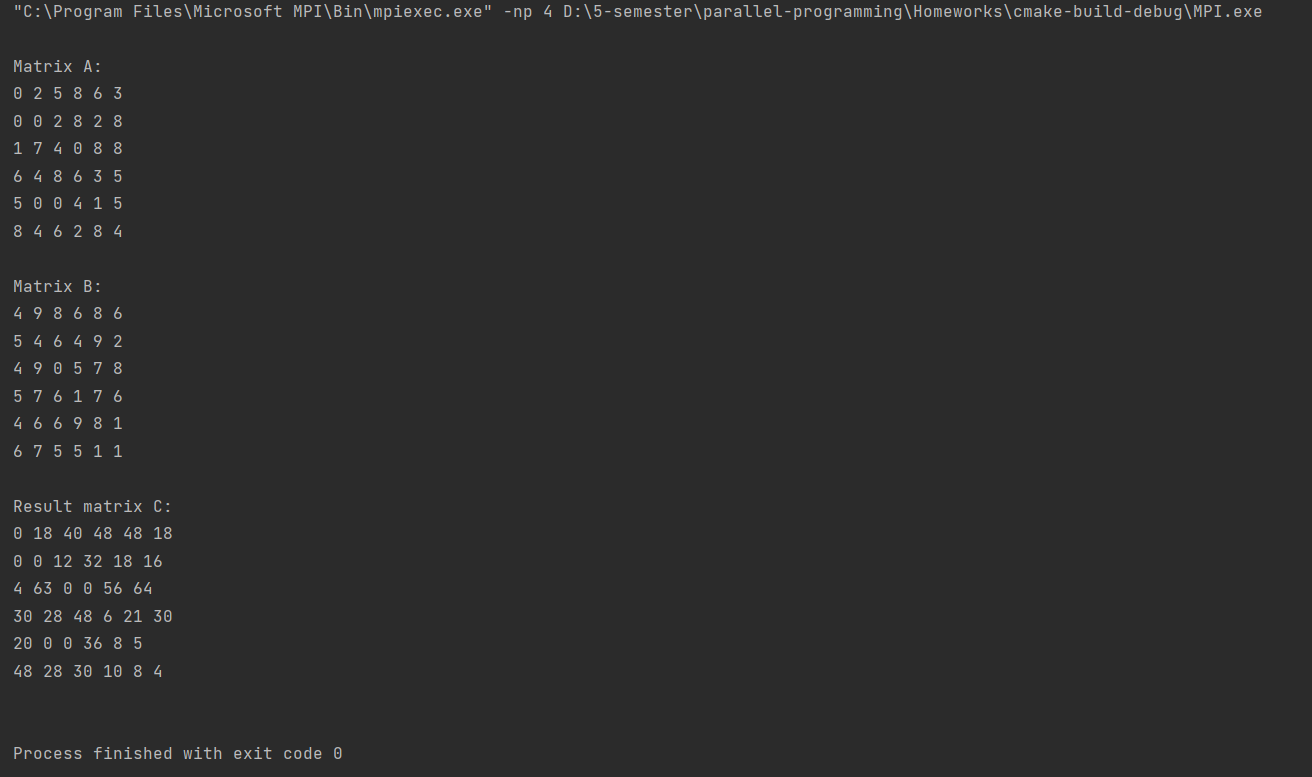 "C:\Program Files\Microsoft MPI\Bin\mpiexec.exe" -np 4 D:\5-semester\parallel-programming\Homeworks\cmake-build-debug\MPI.exe
Matrix A:
0 2 5 8 6 3
0 0 2 8 2 8
1 7 4 0 8 8
6 4 8 6 3 5
5 0 0 4 1 5
8 4 6 2 8 4
Matrix B:
4 9 8 6 8 6
5 4 6 4 9 2
4 9 0 5 7 8
5 7 6 1 7 6
4 6 6 9 8 1
6 7 5 5 1 1
Result matrix C:
0 18 40 48 48 18
0 0 12 32 18 16
4 63 0 0 56 64
30 28 48 6 21 30
20 0 0 36 8 5
48 28 30 10 8 4
Process finished with exit code 0